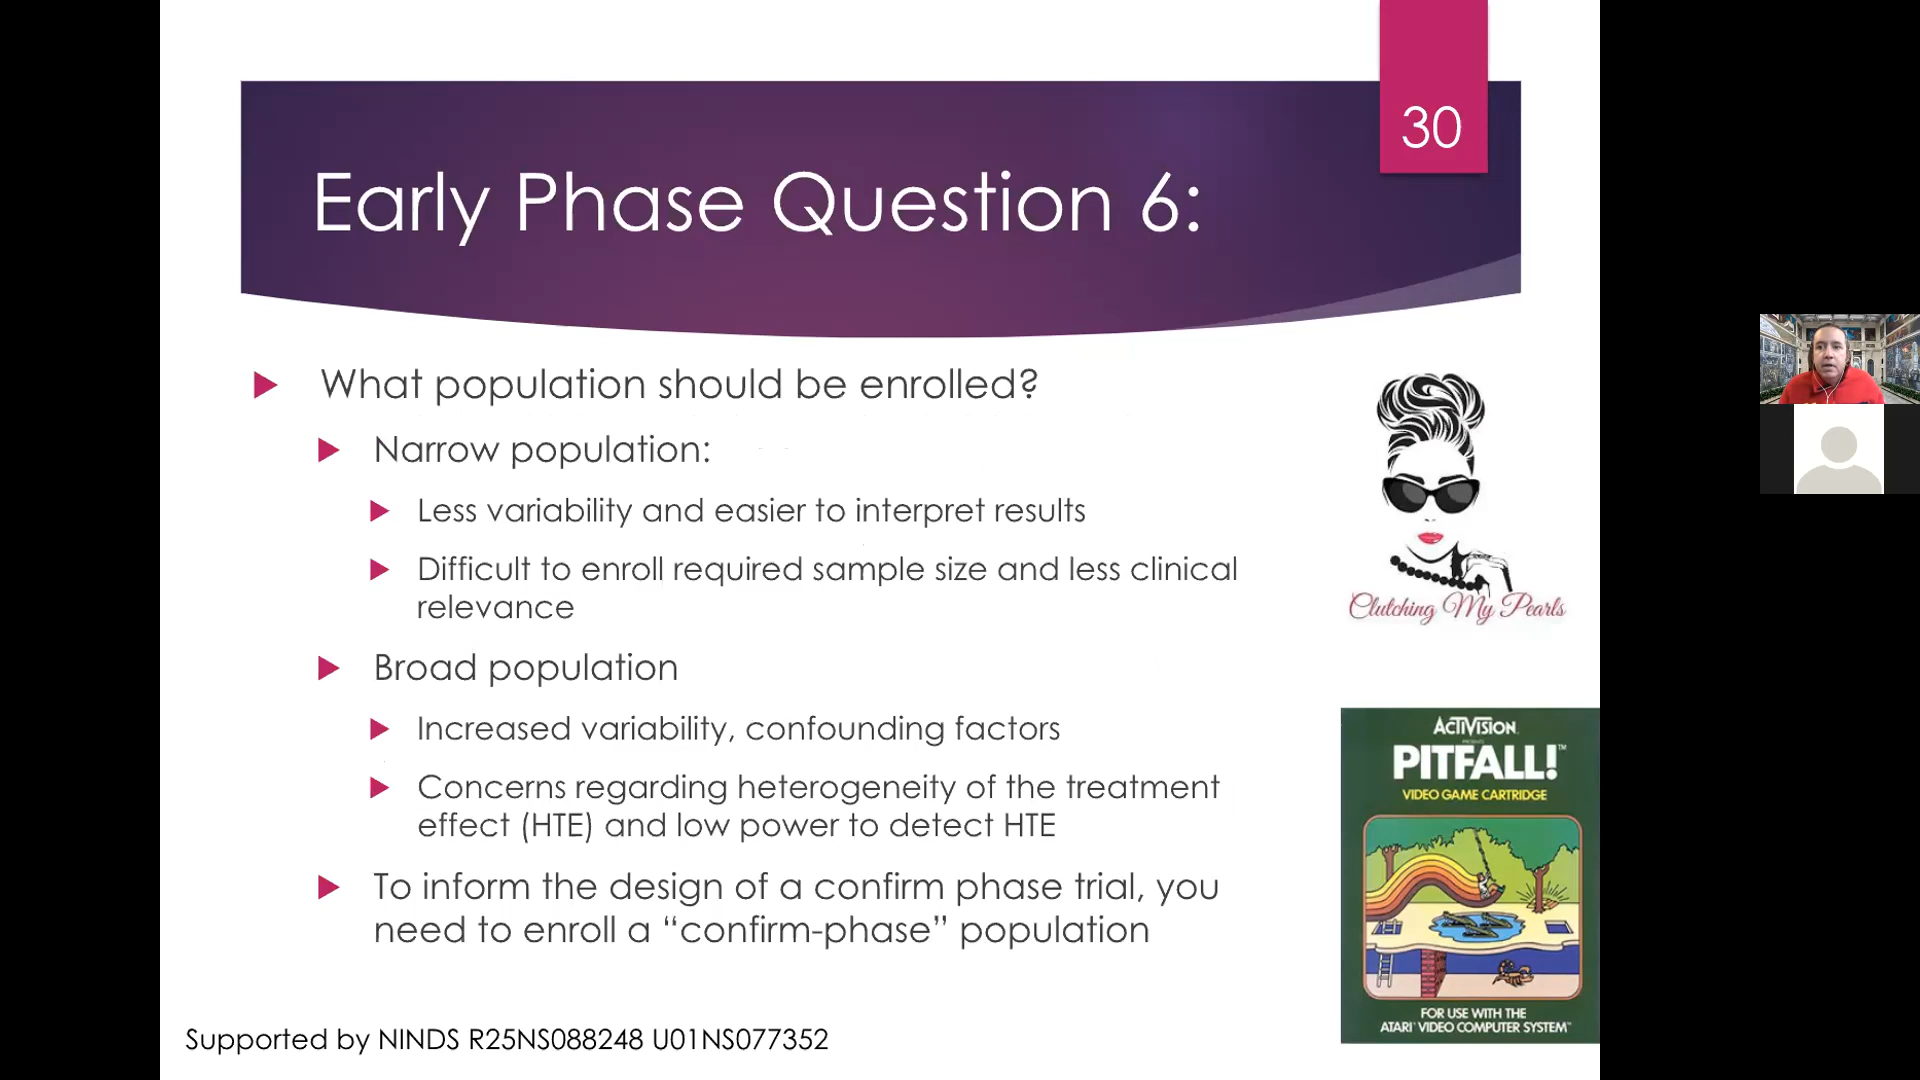 30
Early Phase Question 6:
What population should be enrolled?
Narrow population:
Less variability and easier to interpret results
Difficult to enroll required sample size and less clinical
relevance
Clutching My Pearls
Broad population
Increased variability, confounding factors
Concerns regarding heterogeneity of the treatment
effect (HTE) and low power to detect HTE
To inform the design of a confirm phase trial, you
need to enroll a “confirm-phase” population
ACTIVISION
PRESENTS
PITFALL!™
VIDEO GAME CARTRIDGE
FOR USE WITH THE
ATARI® VIDEO COMPUTER SYSTEM™
Supported by NINDS R25NS088248 U01NS077352